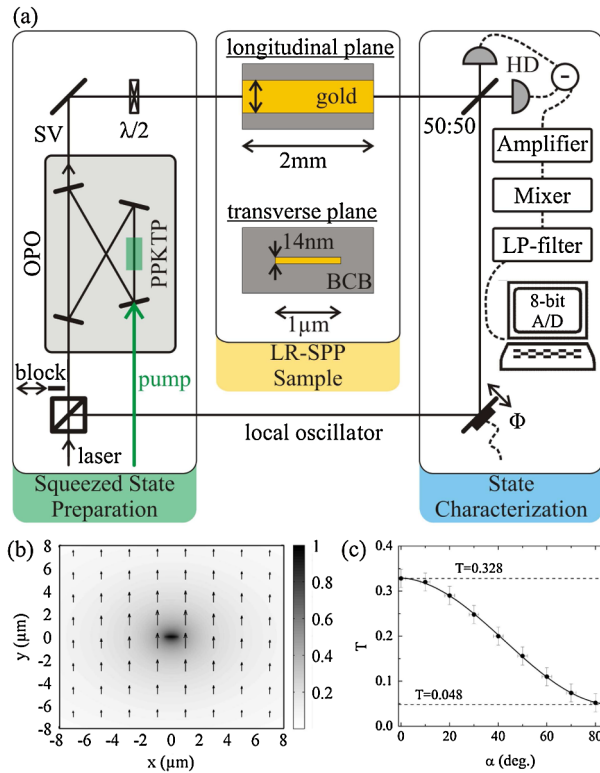 (a)
longitudinal plane
gold
2mm
transverse plane
14nm
BCB
1μm
LR-SPP
Sample
SV
λ/2
OPO
PPKTP
block
pump
laser
local oscillator
Squeezed State
Preparation
HD
-
50:50
Amplifier
Mixer
LP-filter
8-bit
A/D
Φ
State
Characterization
(b)
8
6
4
2
0
-2
-4
-6
-8
y (μm)
-8 -6 -4 -2 0 2 4 6 8
x (μm)
1
0.8
0.6
0.4
0.2
(c)
0.4
0.3
0.2
0.1
0.0
T
T=0.328
T=0.048
0 20 40 60 80
α (deg.)